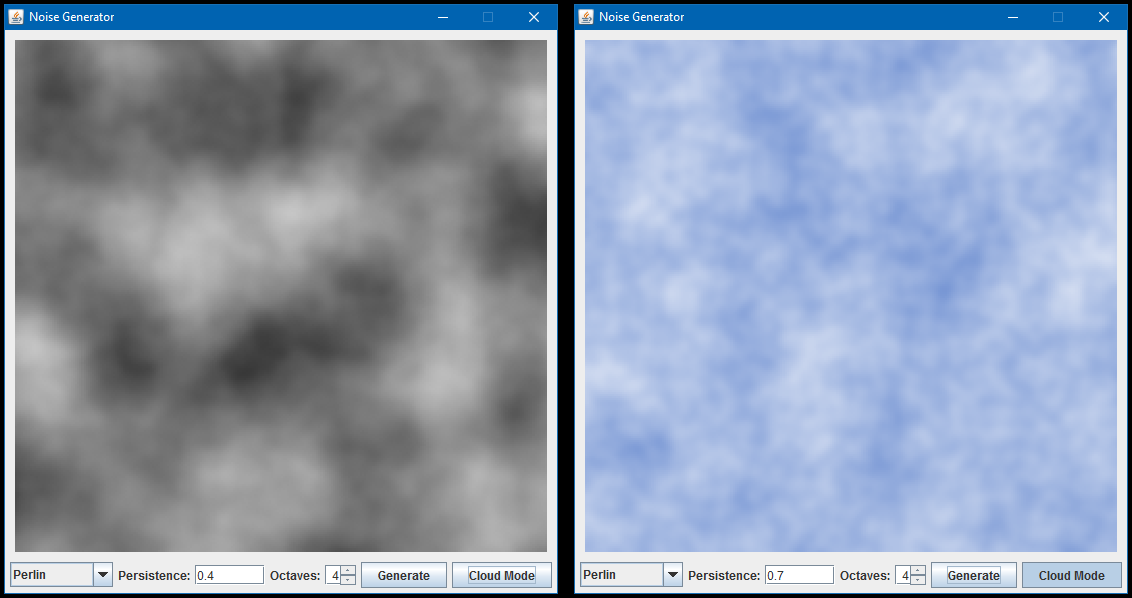 Noise Generator
Perlin Persistence: 0.4 Octaves: 4 Generate Cloud Mode
Noise Generator
Perlin Persistence: 0.7 Octaves: 4 Generate Cloud Mode